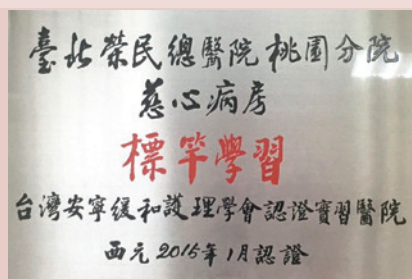 臺北榮民總醫院桃園分院
慈心病房
標竿學習
台灣安寧緩和護理學會認證實習醫院
西元2015年1月認證